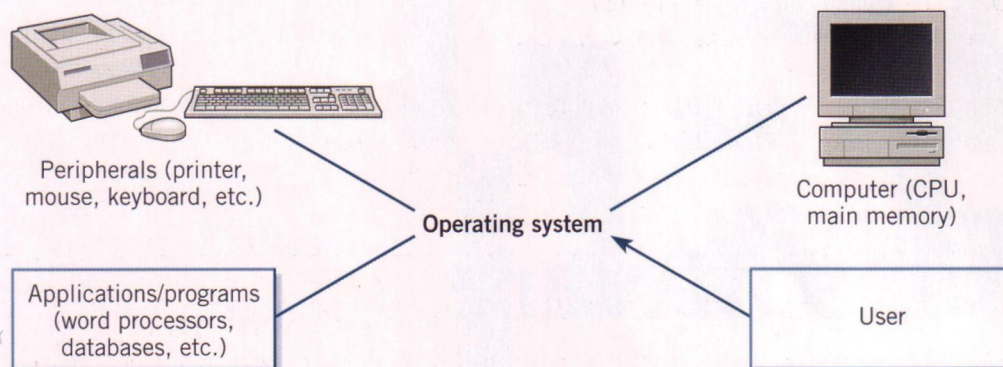 Peripherals (printer,
mouse, keyboard, etc.)
Computer (CPU,
main memory)
Operating system
Applications/programs
(word processors,
databases, etc.)
User